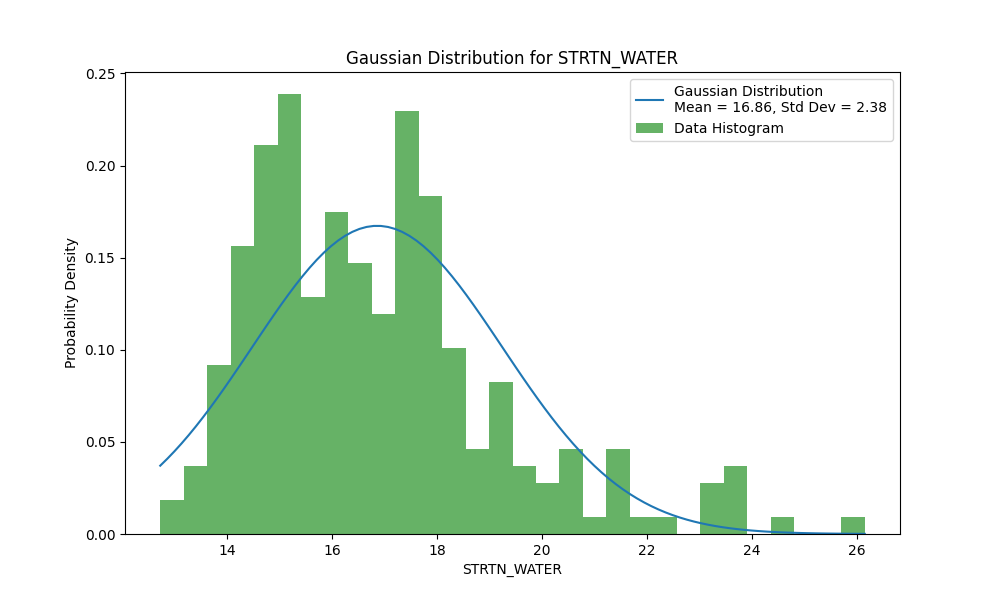 Gaussian Distribution for STRTN_WATER
Gaussian Distribution
Mean = 16.86, Std Dev = 2.38
Data Histogram
Probability Density
0.25
0.20
0.15
0.10
0.05
0.00
14 16 18 20 22 24 26
STRTN_WATER